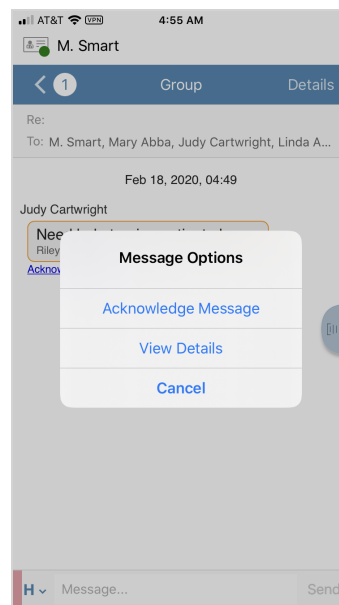 AT&T VPN 4:55 AM
M. Smart
1 Group Details
Re:
To: M. Smart, Mary Abba, Judy Cartwright, Linda A...
Feb 18, 2020, 04:49
Judy Cartwright
Riley
Message Options
Acknowledge Message
View Details
Cancel
H Message... Send